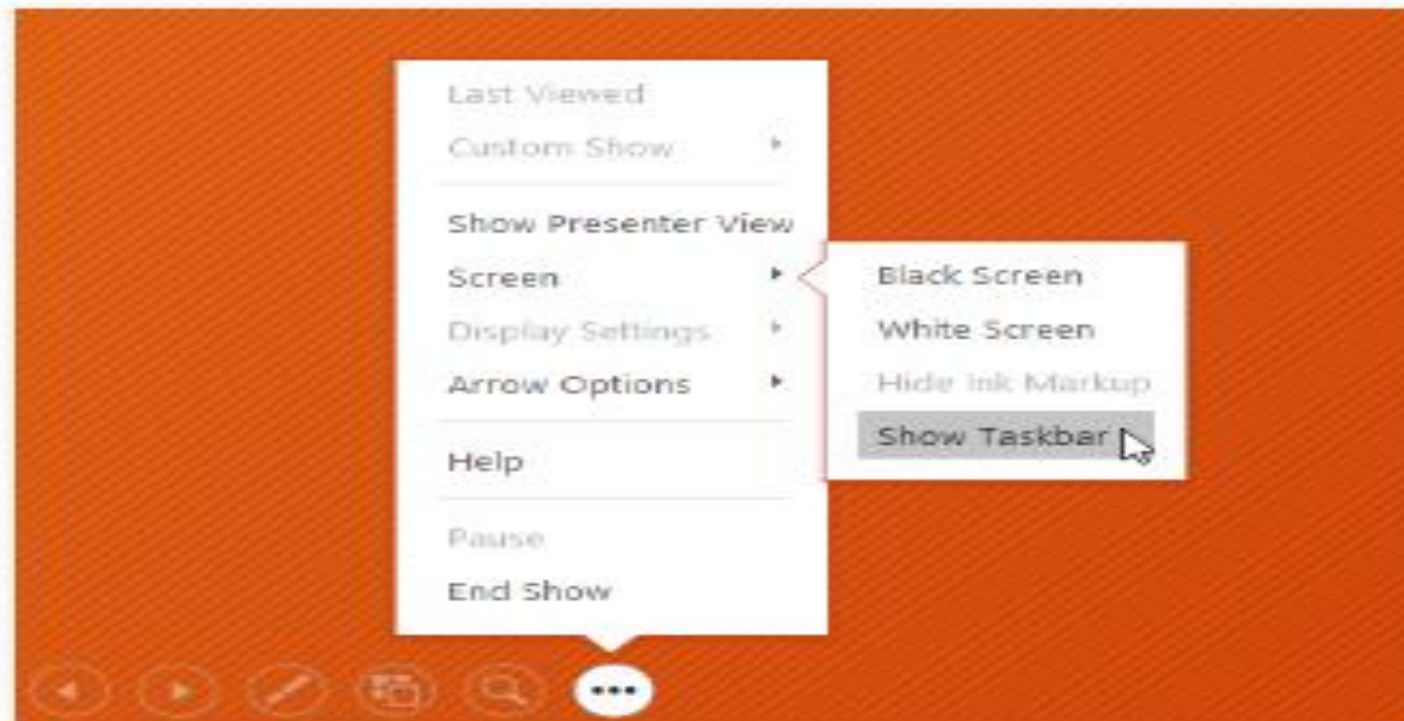 Last Viewed
Custom Show
Show Presenter View
Screen
Display Settings
Arrow Options
Help
Pause
End Show
Black Screen
White Screen
Hide Ink Markup
Show Taskbar